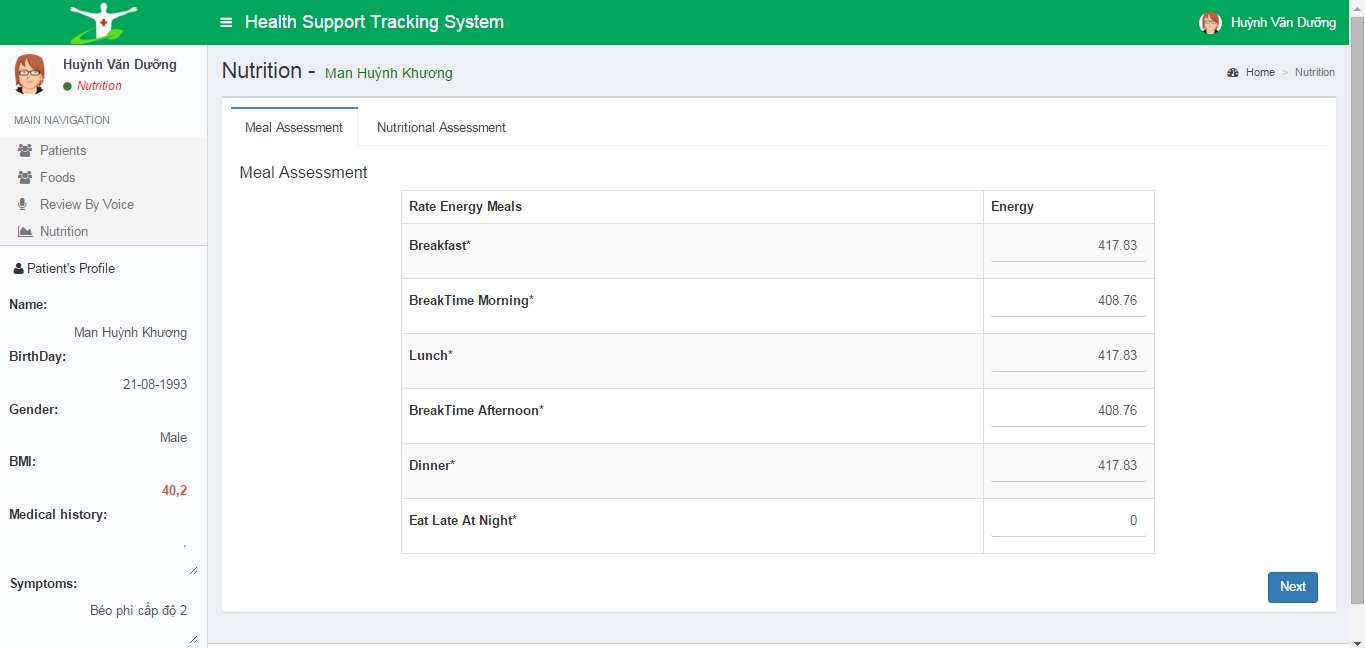 Health Support Tracking System
Huỳnh Văn Dưỡng
Huỳnh Văn Dưỡng
Nutrition
MAIN NAVIGATION
Patients
Foods
Review By Voice
Nutrition
Patient's Profile
Name:
Man Huỳnh Khương
BirthDay:
21-08-1993
Gender:
Male
BMI:
40,2
Medical history:
,
Symptoms:
Béo phì cấp độ 2
Nutrition - Man Huỳnh Khương
Home > Nutrition
Meal Assessment Nutritional Assessment
Meal Assessment
Rate Energy Meals Energy
Breakfast* 417.83
BreakTime Morning* 408.76
Lunch* 417.83
BreakTime Afternoon* 408.76
Dinner* 417.83
Eat Late At Night* 0
Next